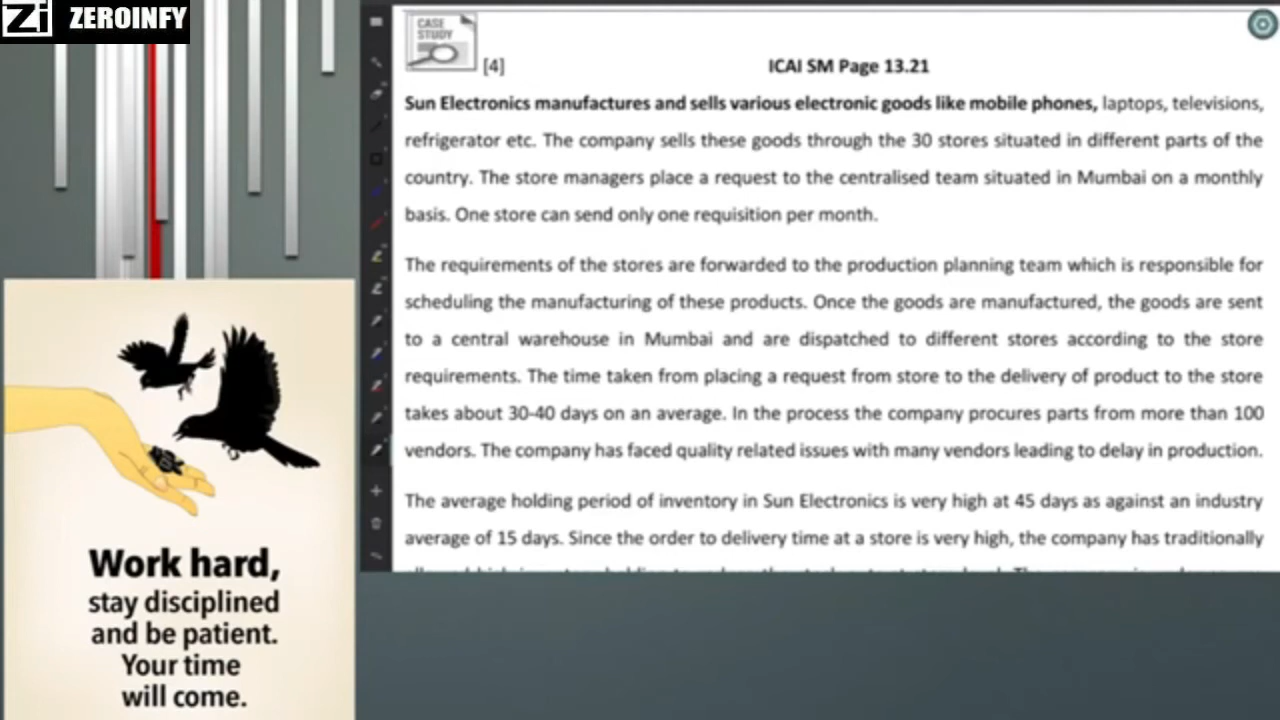 Zi ZEROINFY
CASE
STUDY
[4]
ICAI SM Page 13.21
Sun Electronics manufactures and sells various electronic goods like mobile phones, laptops, televisions,
refrigerator etc. The company sells these goods through the 30 stores situated in different parts of the
country. The store managers place a request to the centralised team situated in Mumbai on a monthly
basis. One store can send only one requisition per month.
The requirements of the stores are forwarded to the production planning team which is responsible for
scheduling the manufacturing of these products. Once the goods are manufactured, the goods are sent
to a central warehouse in Mumbai and are dispatched to different stores according to the store
requirements. The time taken from placing a request from store to the delivery of product to the store
takes about 30-40 days on an average. In the process the company procures parts from more than 100
vendors. The company has faced quality related issues with many vendors leading to delay in production.
The average holding period of inventory in Sun Electronics is very high at 45 days as against an industry
average of 15 days. Since the order to delivery time at a store is very high, the company has traditionally
Work hard,
stay disciplined
and be patient.
Your time
will come.